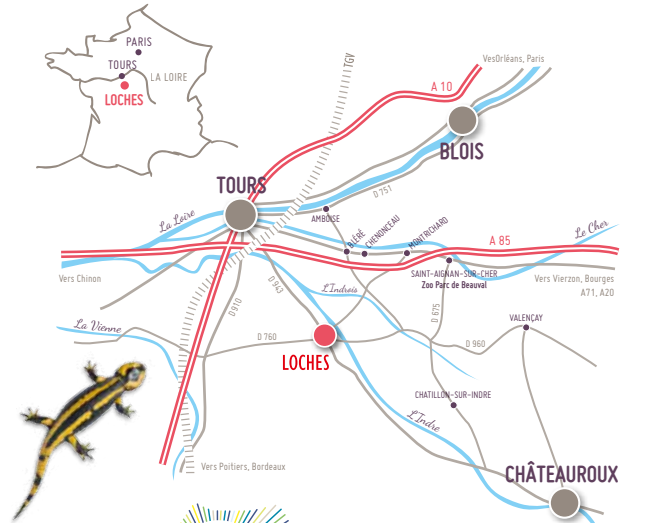 PARIS
TOURS
LA LOIRE
LOCHES
TGV
VesOrléans, Paris
A 10
BLOIS
TOURS
D 751
AMBOISE
La Loire
BLÉRÉ
CHENONCEAU
MONTRICHARD
A 85
Le Cher
SAINT-AIGNAN-SUR-CHER
Zoo Parc de Beauval
Vers Chinon
Vers Vierzon, Bourges
A71, A20
D 910
D 943
L'Indrois
D 675
VALENÇAY
La Vienne
D 760
D 960
LOCHES
CHATILLON-SUR-INDRE
L'Indre
Vers Poitiers, Bordeaux
CHÂTEAUROUX